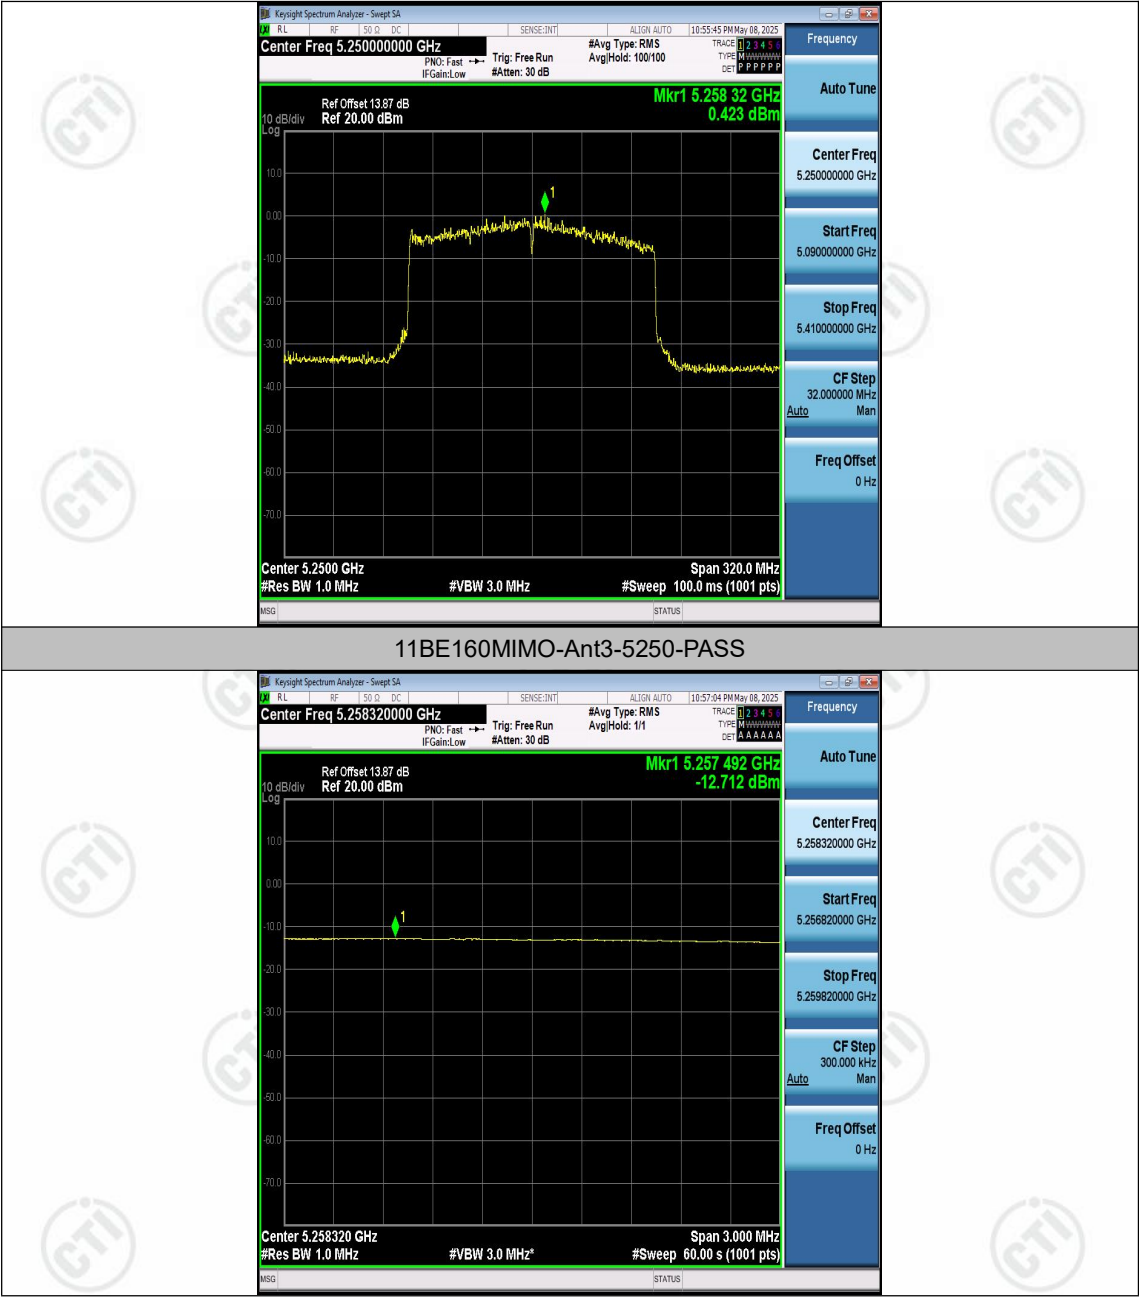 Keysight Spectrum Analyzer - Swept SA
RL RF 50 Ω DC SENSE:INT ALIGN AUTO 10:55:45 PM May 08, 2025
Center Freq 5.250000000 GHz
PNO: Fast
IFGain:Low
Trig: Free Run
#Atten: 30 dB
#Avg Type: RMS
Avg|Hold: 100/100
TRACE 1 2 3 4 5 6
TYPE M
DET P P P P P P
Mkr1 5.258 32 GHz
0.423 dBm
Ref Offset 13.87 dB
10 dB/div Ref 20.00 dBm
Log
1
10.0
0.00
-10.0
-20.0
-30.0
-40.0
-50.0
-60.0
-70.0
Center 5.2500 GHz Span 320.0 MHz
#Res BW 1.0 MHz #VBW 3.0 MHz #Sweep 100.0 ms (1001 pts)
MSG STATUS
Frequency
Auto Tune
Center Freq
5.250000000 GHz
Start Freq
5.090000000 GHz
Stop Freq
5.410000000 GHz
CF Step
32.000000 MHz
Auto Man
Freq Offset
0 Hz
11BE160MIMO-Ant3-5250-PASS
Keysight Spectrum Analyzer - Swept SA
RL RF 50 Ω DC SENSE:INT ALIGN AUTO 10:57:04 PM May 08, 2025
Center Freq 5.258320000 GHz
PNO: Fast
IFGain:Low
Trig: Free Run
#Atten: 30 dB
#Avg Type: RMS
Avg|Hold: 1/1
TRACE 1 2 3 4 5 6
TYPE M
DET A A A A A A
Mkr1 5.257 492 GHz
-12.712 dBm
Ref Offset 13.87 dB
10 dB/div Ref 20.00 dBm
Log
1
10.0
0.00
-10.0
-20.0
-30.0
-40.0
-50.0
-60.0
-70.0
Center 5.258320 GHz Span 3.000 MHz
#Res BW 1.0 MHz #VBW 3.0 MHz* #Sweep 60.00 s (1001 pts)
MSG STATUS
Frequency
Auto Tune
Center Freq
5.258320000 GHz
Start Freq
5.256820000 GHz
Stop Freq
5.259820000 GHz
CF Step
300.000 kHz
Auto Man
Freq Offset
0 Hz
CTI
CTI
CTI
CTI
CTI
CTI
CTI
CTI
CTI
CTI
CTI
CTI